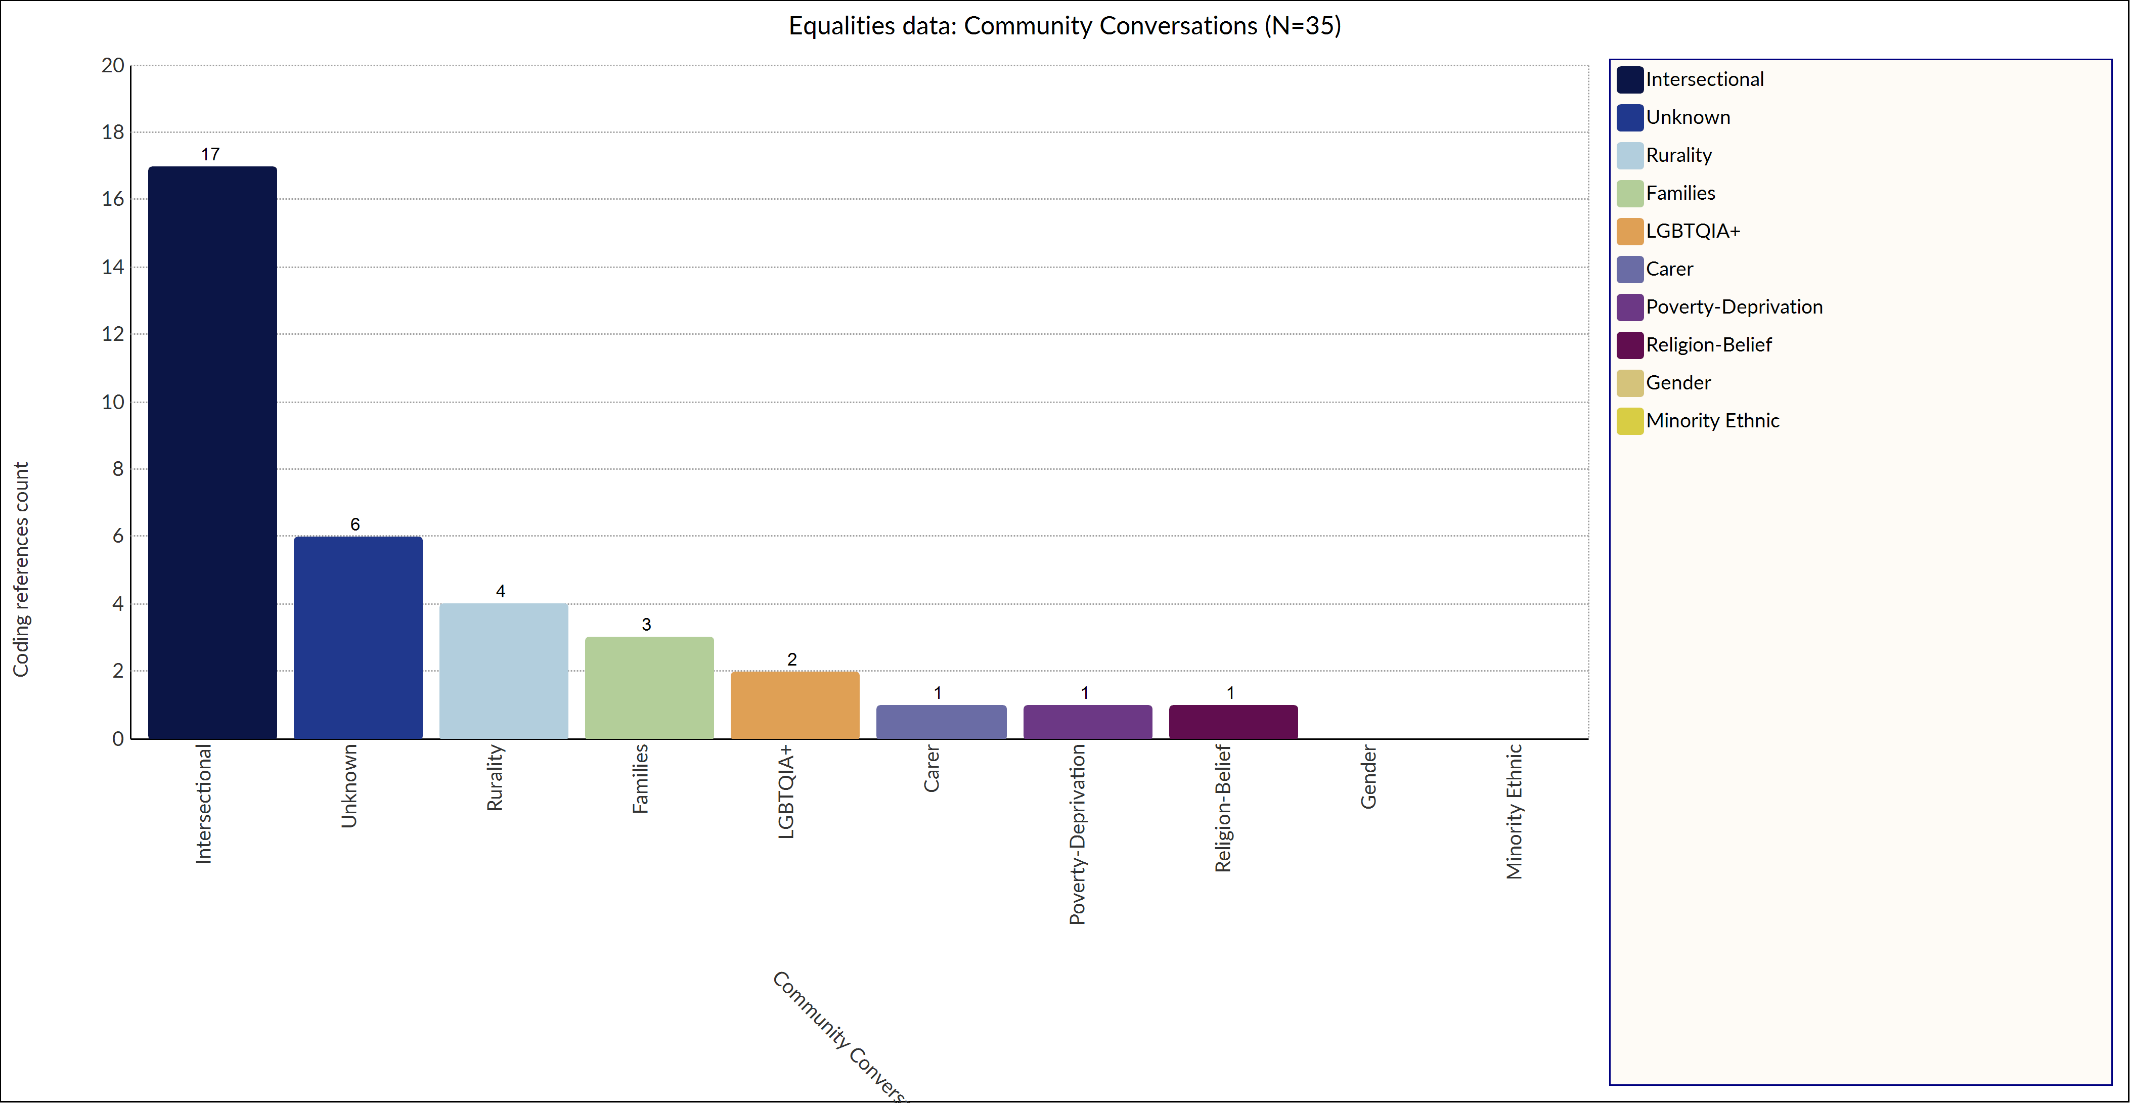 Equalities data: Community Conversations (N=35)
20
18
16
14
12
10
8
6
4
2
0
Coding references count
17
6
4
3
2
1
1
1
Intersectional
Unknown
Rurality
Families
LGBTQIA+
Carer
Poverty-Deprivation
Religion-Belief
Gender
Minority Ethnic
Community Convers
Intersectional
Unknown
Rurality
Families
LGBTQIA+
Carer
Poverty-Deprivation
Religion-Belief
Gender
Minority Ethnic